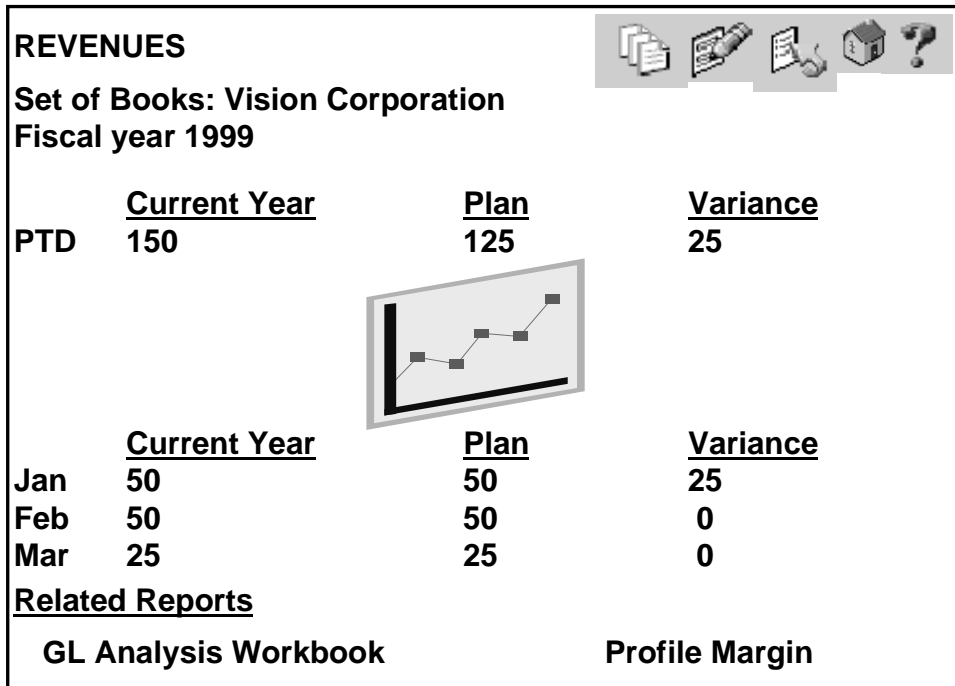 REVENUES
Set of Books: Vision Corporation
Fiscal year 1999
Current Year Plan Variance
PTD 150 125 25
Current Year Plan Variance
Jan 50 50 25
Feb 50 50 0
Mar 25 25 0
Related Reports
GL Analysis Workbook Profile Margin